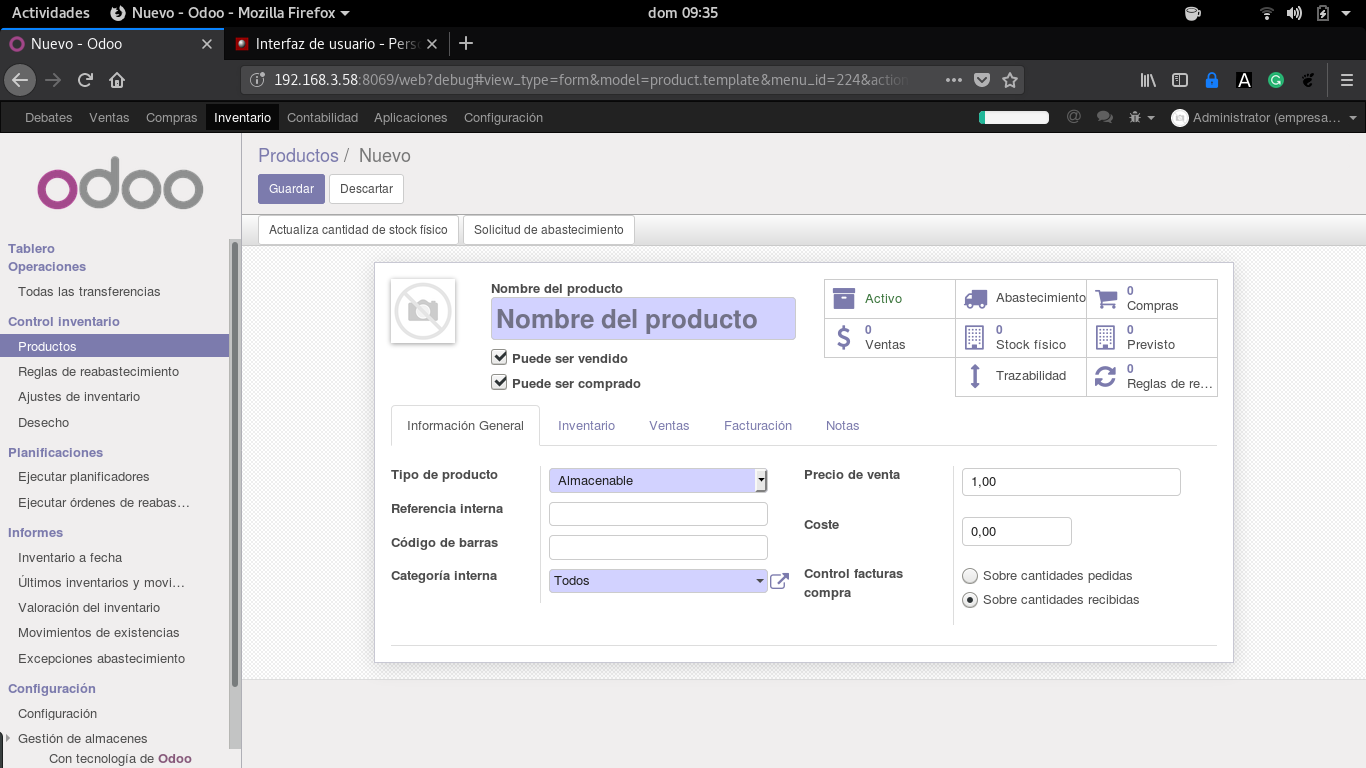 Actividades
Nuevo - Odoo - Mozilla Firefox
dom 09:35
Nuevo - Odoo
Interfaz de usuario - Pers
192.168.3.58:8069/web?debug#view_type=form&model=product.template&menu_id=224&action
Debates Ventas Compras Inventario Contabilidad Aplicaciones Configuración
@
Administrator (empresa…
odoo
Tablero
Operaciones
Todas las transferencias
Control inventario
Productos
Reglas de reabastecimiento
Ajustes de inventario
Desecho
Planificaciones
Ejecutar planificadores
Ejecutar órdenes de reabas…
Informes
Inventario a fecha
Últimos inventarios y movi…
Valoración del inventario
Movimientos de existencias
Excepciones abastecimiento
Configuración
Configuración
Gestión de almacenes
Con tecnología de Odoo
Productos / Nuevo
Guardar Descartar
Actualiza cantidad de stock físico Solicitud de abastecimiento
Nombre del producto
Nombre del producto
Puede ser vendido
Puede ser comprado
Activo
Abastecimiento
0
Compras
0
Ventas
0
Stock físico
0
Previsto
Trazabilidad
0
Reglas de re…
Información General Inventario Ventas Facturación Notas
Tipo de producto Almacenable
Referencia interna
Código de barras
Categoría interna Todos
Precio de venta 1,00
Coste 0,00
Control facturas
compra
Sobre cantidades pedidas
Sobre cantidades recibidas